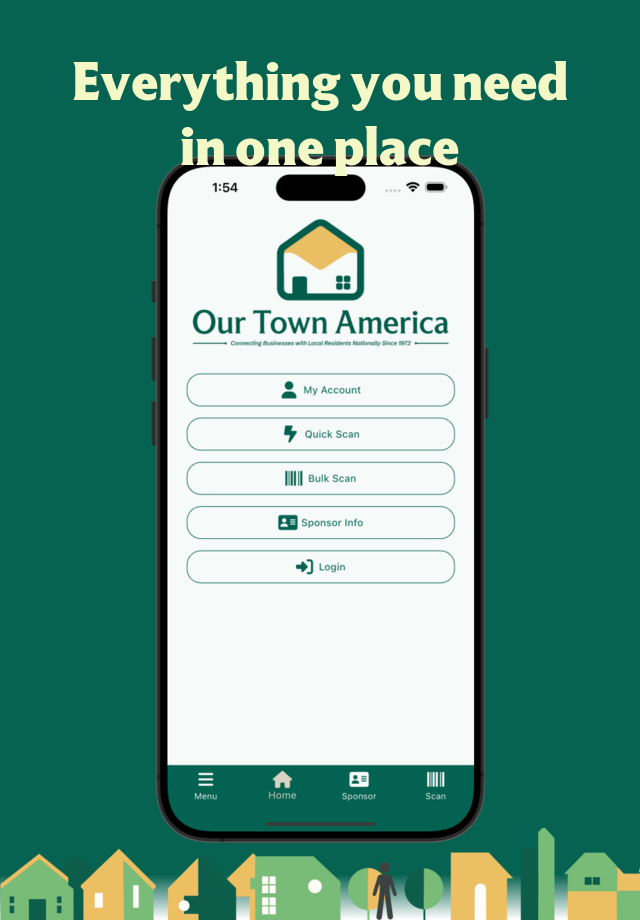 Everything you need
in one place
1:54
Our Town America
Connecting Businesses with Local Residents Nationally Since 1972
My Account
Quick Scan
Bulk Scan
Sponsor Info
Login
Menu Home Sponsor Scan